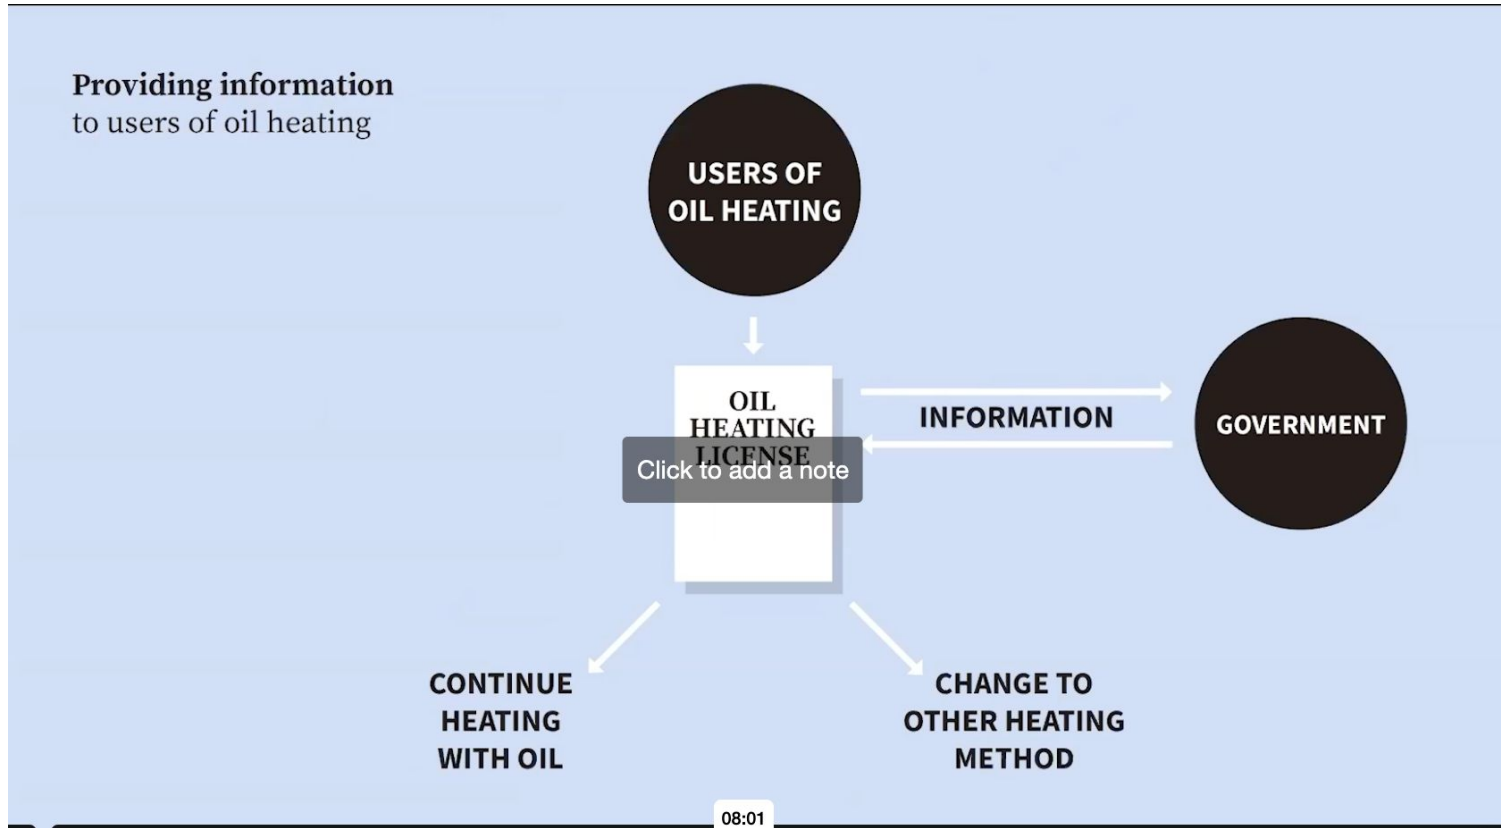 Providing information
to users of oil heating
USERS OF
OIL HEATING
OIL
HEATING
LICENSE
Click to add a note
INFORMATION
GOVERNMENT
CONTINUE
HEATING
WITH OIL
CHANGE TO
OTHER HEATING
METHOD
08:01